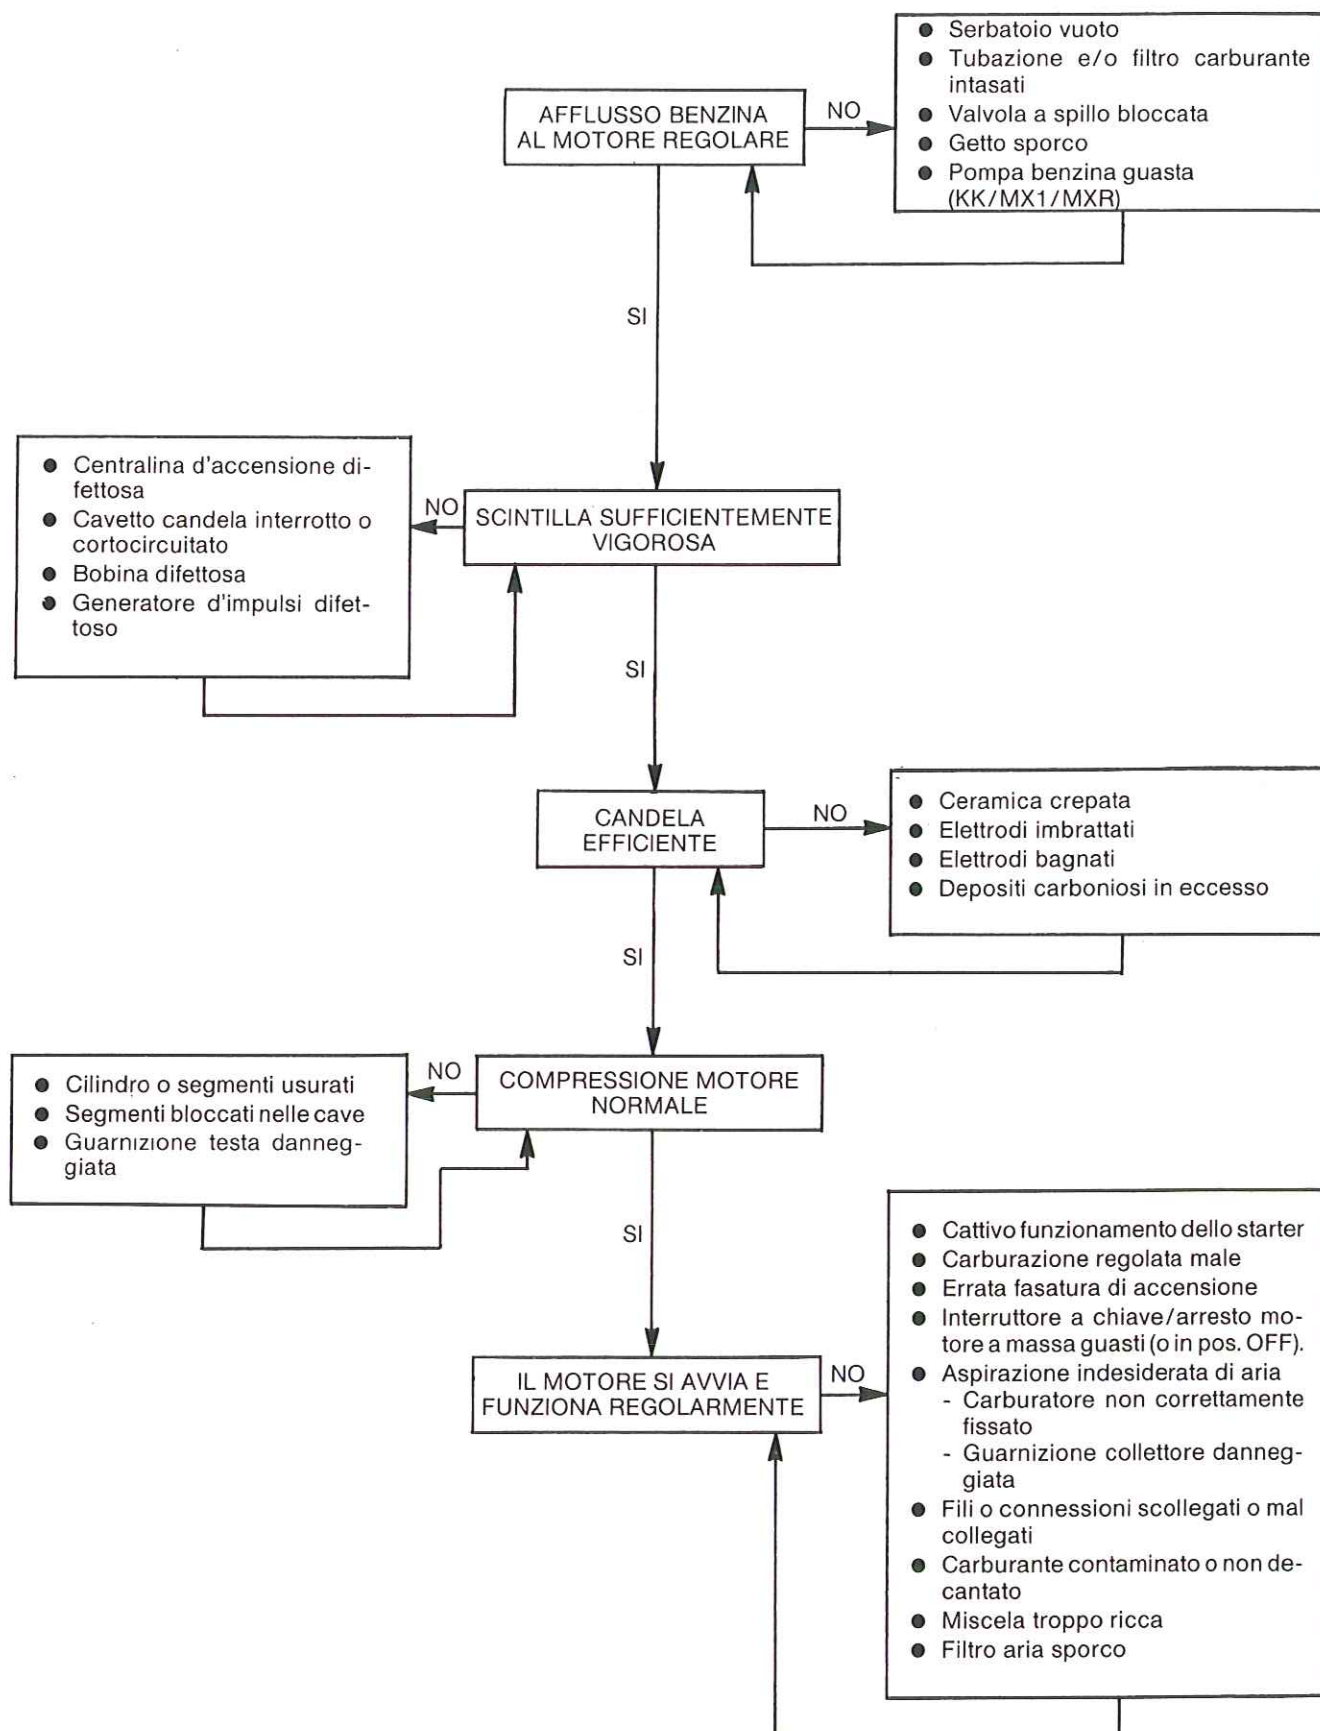 ● Serbatoio vuoto
● Tubazione e/o filtro carburante
intasati
● Valvola a spillo bloccata
● Getto sporco
● Pompa benzina guasta
(KK/MX1/MXR)
AFFLUSSO BENZINA
AL MOTORE REGOLARE
NO
SI
● Centralina d'accensione di-
fettosa
● Cavetto candela interrotto o
cortocircuitato
● Bobina difettosa
● Generatore d'impulsi difet-
toso
NO
SCINTILLA SUFFICIENTEMENTE
VIGOROSA
SI
CANDELA
EFFICIENTE
NO
● Ceramica crepata
● Elettrodi imbrattati
● Elettrodi bagnati
● Depositi carboniosi in eccesso
SI
● Cilindro o segmenti usurati
● Segmenti bloccati nelle cave
● Guarnizione testa danneg-
giata
NO
COMPRESSIONE MOTORE
NORMALE
SI
IL MOTORE SI AVVIA E
FUNZIONA REGOLARMENTE
NO
● Cattivo funzionamento dello starter
● Carburazione regolata male
● Errata fasatura di accensione
● Interruttore a chiave/arresto mo-
tore a massa guasti (o in pos. OFF).
● Aspirazione indesiderata di aria
- Carburatore non correttamente
fissato
- Guarnizione collettore danneg-
giata
● Fili o connessioni scollegati o mal
collegati
● Carburante contaminato o non de-
cantato
● Miscela troppo ricca
● Filtro aria sporco